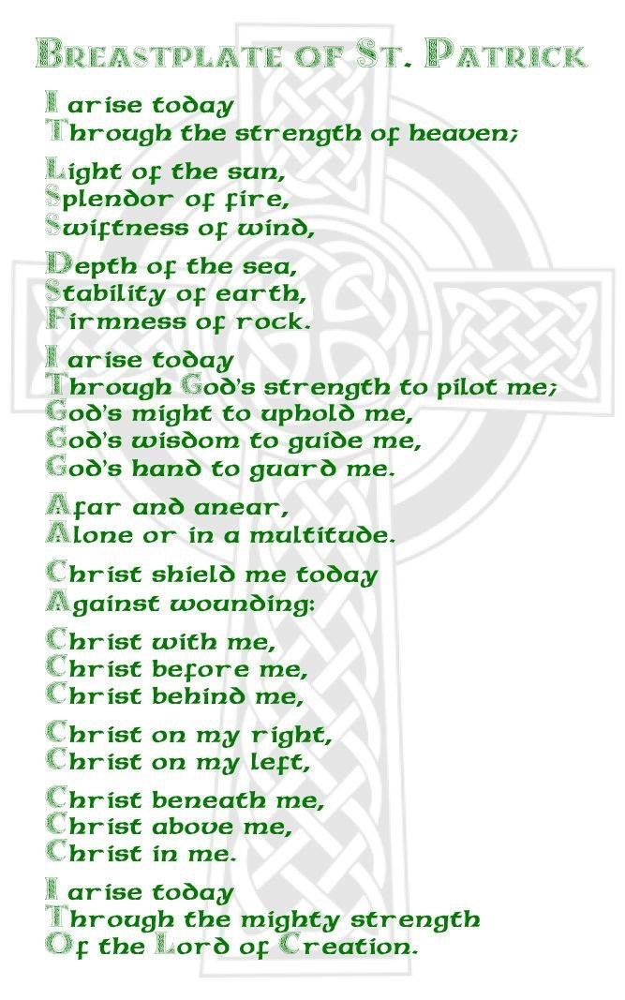 Breastplate of St. Patrick
I arise today
Through the strength of heaven;
Light of the sun,
Splendor of fire,
Swiftness of wind,
Depth of the sea,
Stability of earth,
Firmness of rock.
I arise today
Through God's strength to pilot me;
God's might to uphold me,
God's wisdom to guide me,
God's hand to guard me.
Afar and anear,
Alone or in a multitude.
Christ shield me today
Against wounding:
Christ with me,
Christ before me,
Christ behind me,
Christ on my right,
Christ on my left,
Christ beneath me,
Christ above me,
Christ in me.
I arise today
Through the mighty strength
Of the Lord of Creation.